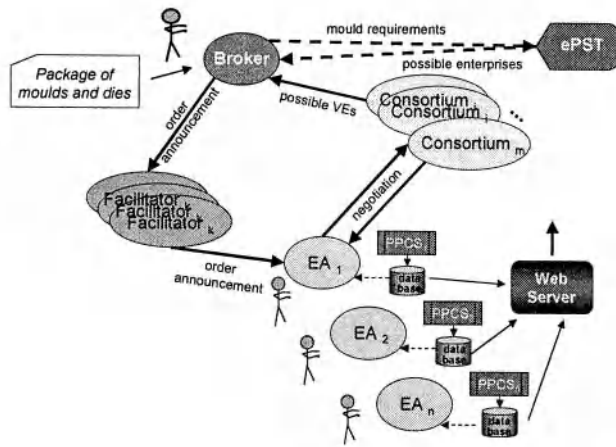 mould requirements
ePST
Broker
possible enterprises
Package of
moulds and dies
possible VEs
Consortium
Consortium
Consortium m
...
order
announcement
negotiation
Facilitator
Facilitator k
Facilitator k
order
announcement
EA 1
PPCS
data
base
Web
Server
EA 2
PPCS
data
base
EA n
PPCS
data
base